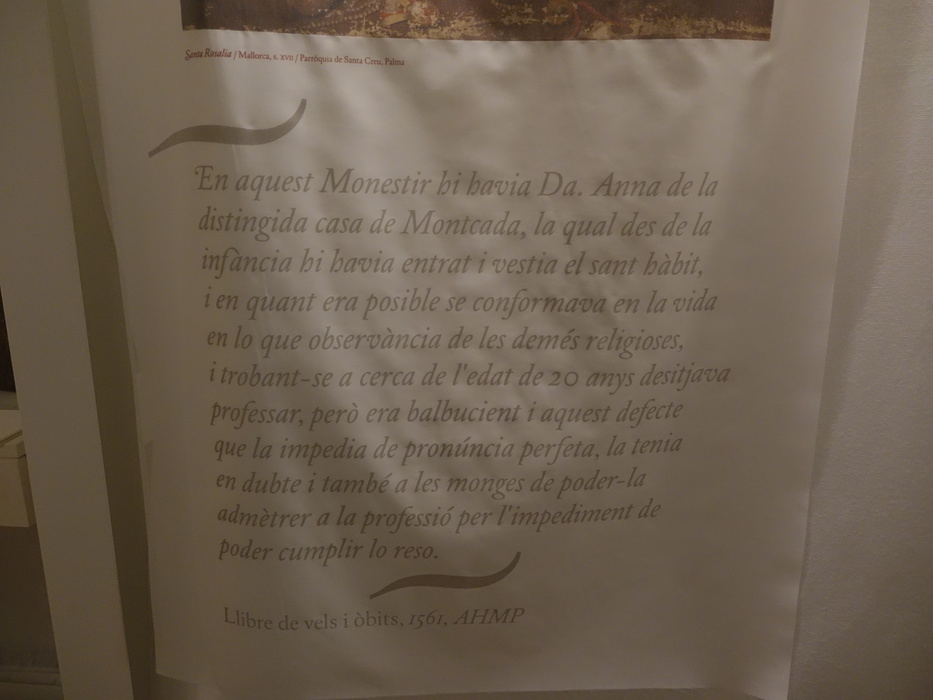 Santa Rosalia / Mallorca, s. XVII / Parròquia de Santa Creu, Palma
En aquest Monestir hi havia Da. Anna de la
distingida casa de Montcada, la qual des de la
infància hi havia entrat i vestia el sant hàbit,
i en quant era posible se conformava en la vida
en lo que observància de les demés religioses,
i trobant-se a cerca de l'edat de 20 anys desitjava
professar, però era balbucient i aquest defecte
que la impedia de pronúncia perfeta, la tenia
en dubte i també a les monges de poder-la
admètrer a la professió per l'impediment de
poder cumplir lo reso.
Llibre de vels i òbits, 1561, AHMP